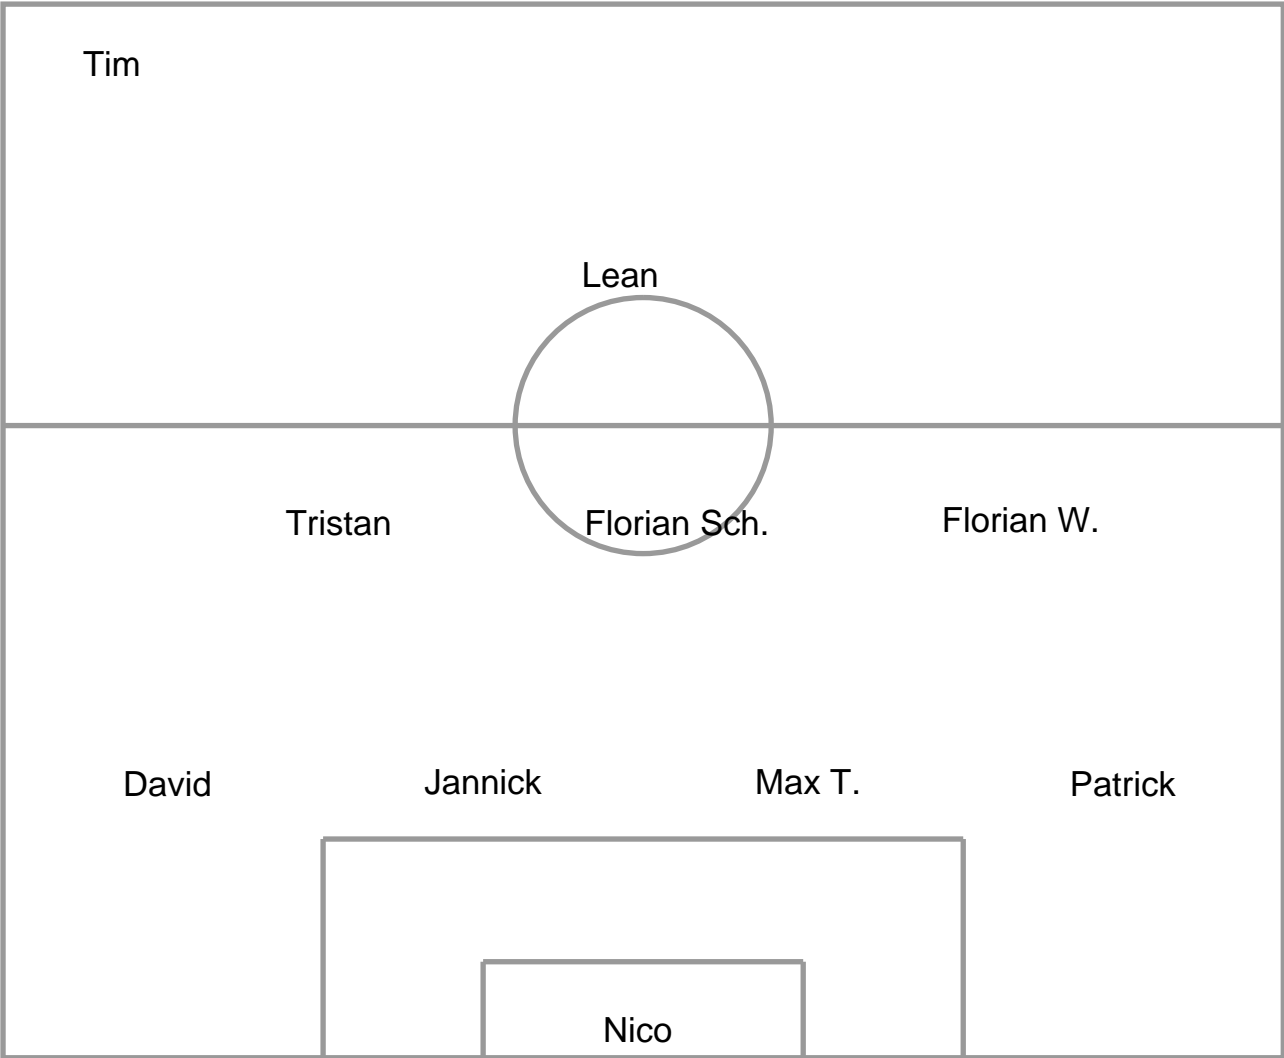 Tim
Lean
Tristan Florian Sch. Florian W.
David Jannick Max T. Patrick
Nico